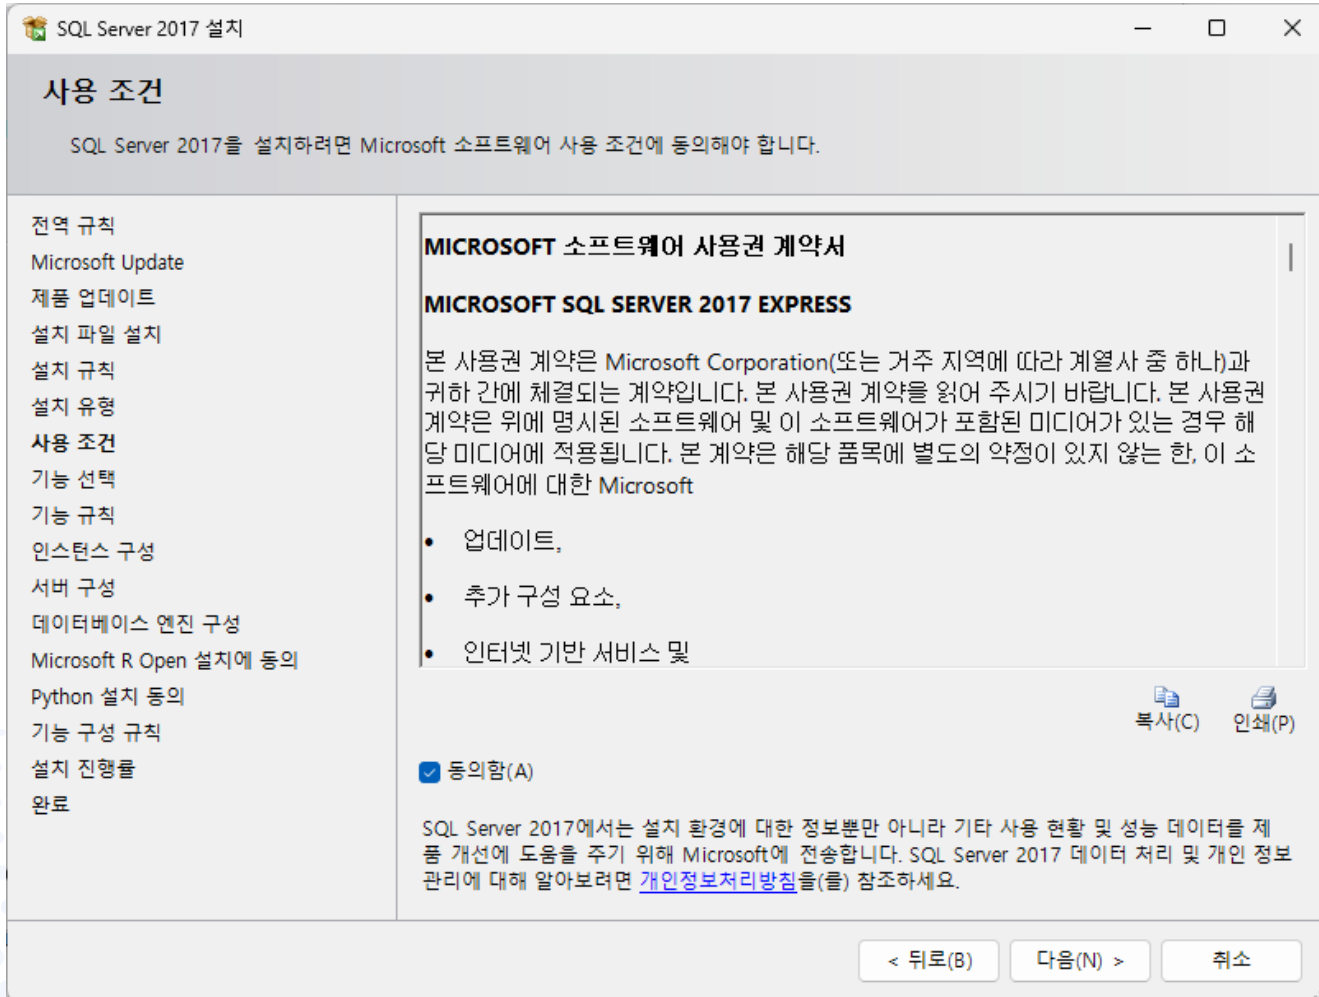 SQL Server 2017 설치
사용 조건
SQL Server 2017을 설치하려면 Microsoft 소프트웨어 사용 조건에 동의해야 합니다.
전역 규칙
Microsoft Update
제품 업데이트
설치 파일 설치
설치 규칙
설치 유형
사용 조건
기능 선택
기능 규칙
인스턴스 구성
서버 구성
데이터베이스 엔진 구성
Microsoft R Open 설치에 동의
Python 설치 동의
기능 구성 규칙
설치 진행률
완료
MICROSOFT 소프트웨어 사용권 계약서
MICROSOFT SQL SERVER 2017 EXPRESS
본 사용권 계약은 Microsoft Corporation(또는 거주 지역에 따라 계열사 중 하나)과
귀하 간에 체결되는 계약입니다. 본 사용권 계약을 읽어 주시기 바랍니다. 본 사용권
계약은 위에 명시된 소프트웨어 및 이 소프트웨어가 포함된 미디어가 있는 경우 해
당 미디어에 적용됩니다. 본 계약은 해당 품목에 별도의 약정이 있지 않는 한, 이 소
프트웨어에 대한 Microsoft
• 업데이트,
• 추가 구성 요소,
• 인터넷 기반 서비스 및
복사(C) 인쇄(P)
동의함(A)
SQL Server 2017에서는 설치 환경에 대한 정보뿐만 아니라 기타 사용 현황 및 성능 데이터를 제
품 개선에 도움을 주기 위해 Microsoft에 전송합니다. SQL Server 2017 데이터 처리 및 개인 정보
관리에 대해 알아보려면 개인정보처리방침을(를) 참조하세요.
< 뒤로(B) 다음(N) > 취소